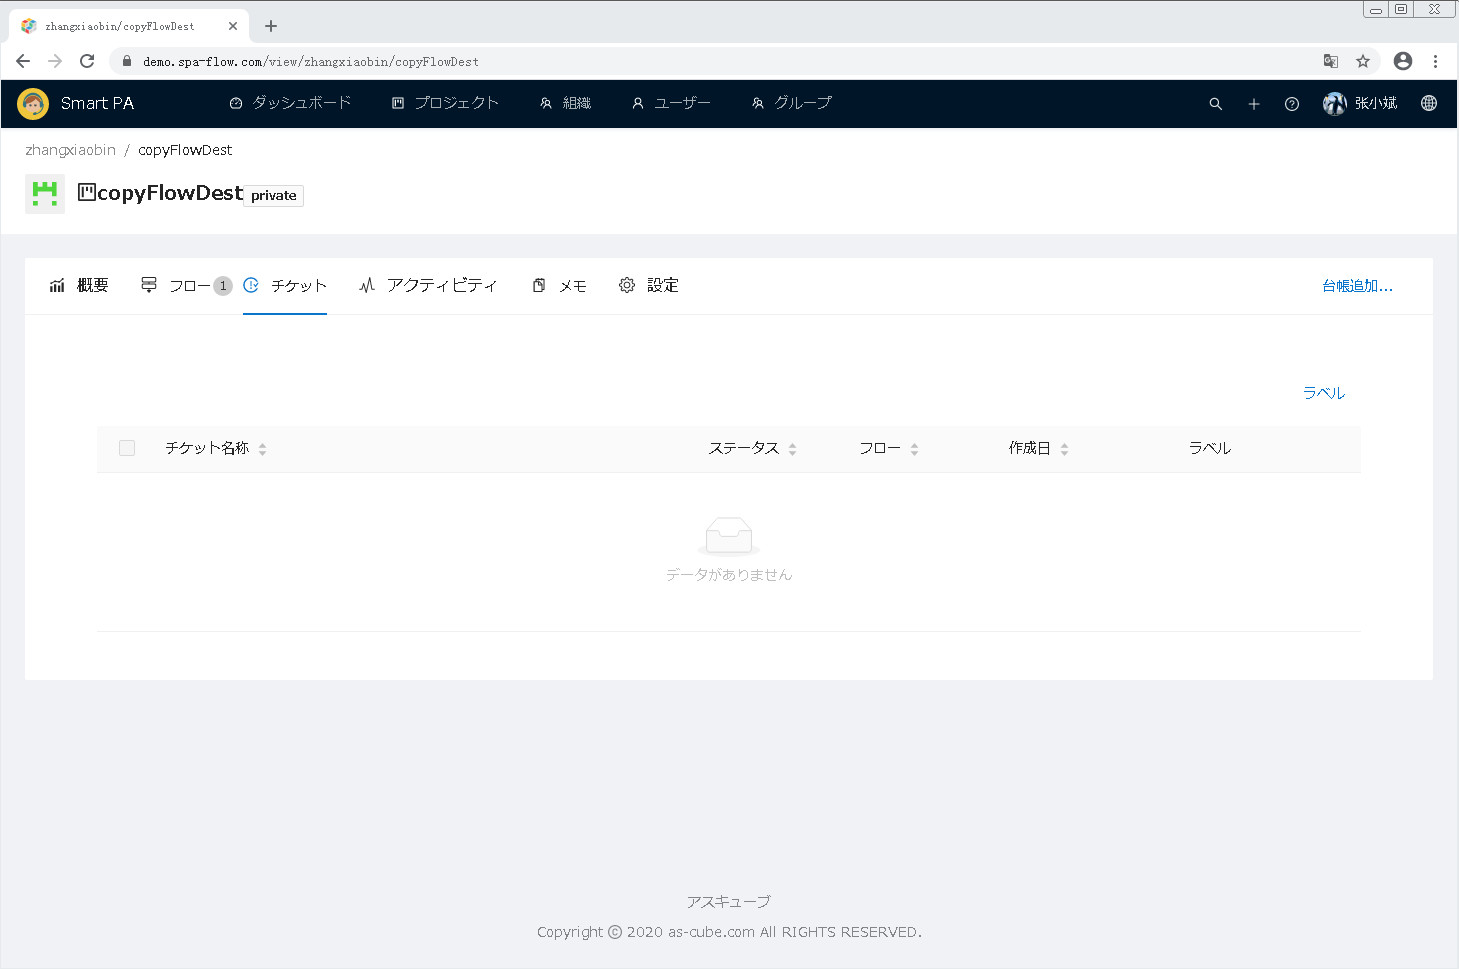 zhangxiaobin/copyFlowDest
demo.spa-flow.com/view/zhangxiaobin/copyFlowDest
Smart PA ダッシュボード プロジェクト 組織 ユーザー グループ 张小斌
zhangxiaobin / copyFlowDest
copyFlowDest private
概要 フロー 1 チケット アクティビティ メモ 設定 台帳追加...
ラベル
チケット名称 ステータス フロー 作成日 ラベル
データがありません
アスキューブ
Copyright © 2020 as-cube.com All RIGHTS RESERVED.